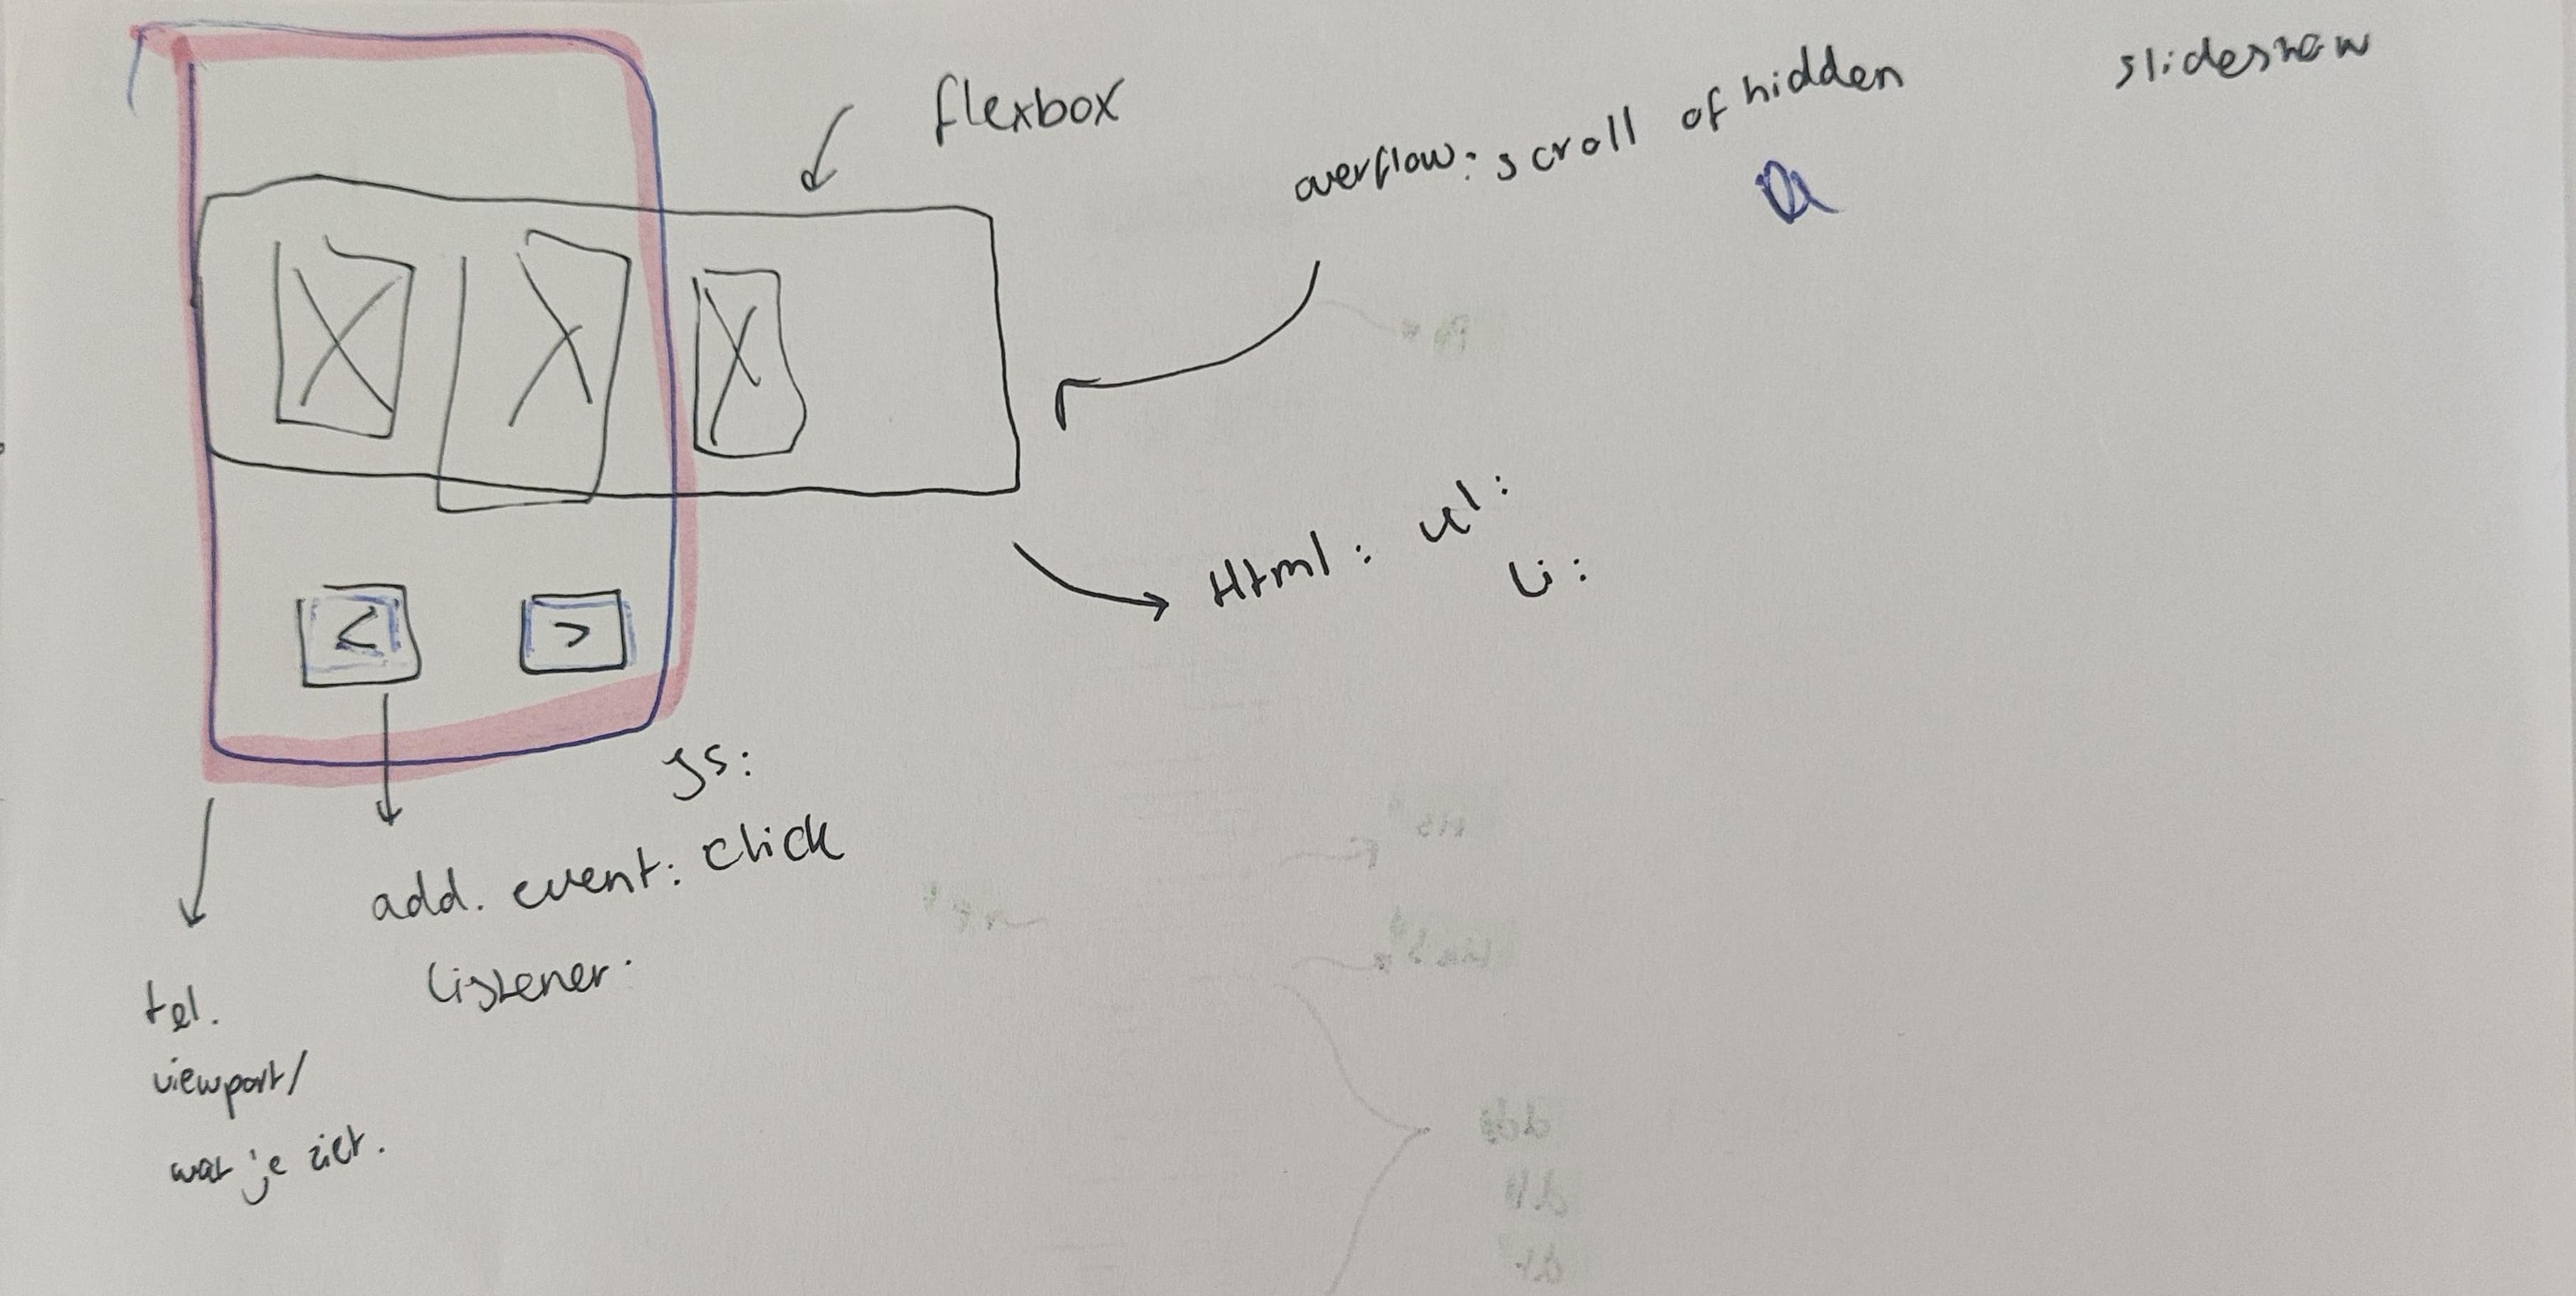 slideshow
flexbox
overflow: scroll of hidden
Html: ul:
li:
<
>
JS:
add. event: click
listener:
tel.
viewport/
wat je ziet.